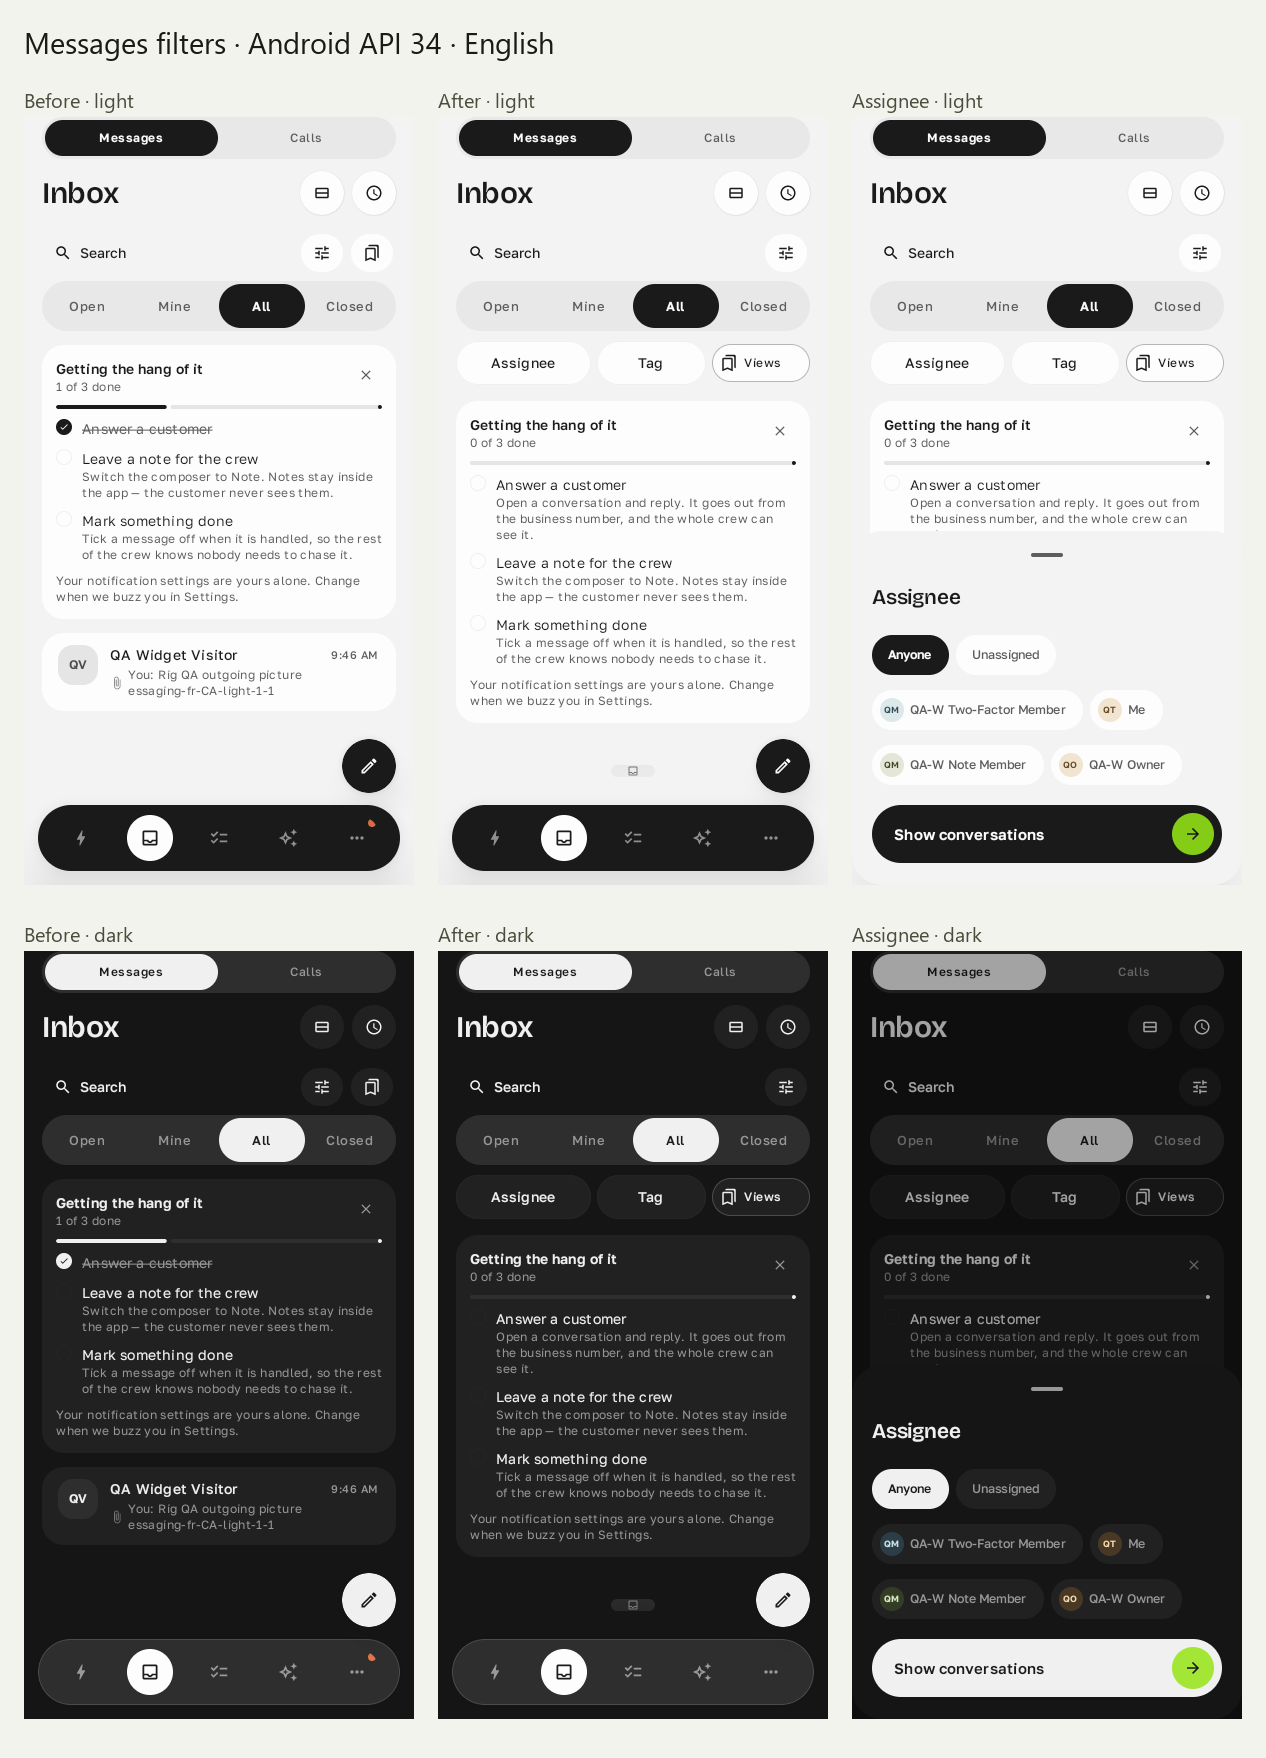 Messages filters · Android API 34 · English
Before · light
Messages
Calls
Inbox
Search
Open
Mine
All
Closed
Getting the hang of it
1 of 3 done
Answer a customer
Leave a note for the crew
Switch the composer to Note. Notes stay inside
the app — the customer never sees them.
Mark something done
Tick a message off when it is handled, so the rest
of the crew knows nobody needs to chase it.
Your notification settings are yours alone. Change
when we buzz you in Settings.
QV
QA Widget Visitor
9:46 AM
You: Rig QA outgoing picture
essaging-fr-CA-light-1-1
After · light
Messages
Calls
Inbox
Search
Open
Mine
All
Closed
Assignee
Tag
Views
Getting the hang of it
0 of 3 done
Answer a customer
Open a conversation and reply. It goes out from
the business number, and the whole crew can
see it.
Leave a note for the crew
Switch the composer to Note. Notes stay inside
the app — the customer never sees them.
Mark something done
Tick a message off when it is handled, so the rest
of the crew knows nobody needs to chase it.
Your notification settings are yours alone. Change
when we buzz you in Settings.
Assignee · light
Messages
Calls
Inbox
Search
Open
Mine
All
Closed
Assignee
Tag
Views
Getting the hang of it
0 of 3 done
Answer a customer
Open a conversation and reply. It goes out from
the business number, and the whole crew can
Assignee
Anyone
Unassigned
QM QA-W Two-Factor Member
QT Me
QM QA-W Note Member
QO QA-W Owner
Show conversations
Before · dark
Messages
Calls
Inbox
Search
Open
Mine
All
Closed
Getting the hang of it
1 of 3 done
Answer a customer
Leave a note for the crew
Switch the composer to Note. Notes stay inside
the app — the customer never sees them.
Mark something done
Tick a message off when it is handled, so the rest
of the crew knows nobody needs to chase it.
Your notification settings are yours alone. Change
when we buzz you in Settings.
QV
QA Widget Visitor
9:46 AM
You: Rig QA outgoing picture
essaging-fr-CA-light-1-1
After · dark
Messages
Calls
Inbox
Search
Open
Mine
All
Closed
Assignee
Tag
Views
Getting the hang of it
0 of 3 done
Answer a customer
Open a conversation and reply. It goes out from
the business number, and the whole crew can
see it.
Leave a note for the crew
Switch the composer to Note. Notes stay inside
the app — the customer never sees them.
Mark something done
Tick a message off when it is handled, so the rest
of the crew knows nobody needs to chase it.
Your notification settings are yours alone. Change
when we buzz you in Settings.
Assignee · dark
Messages
Calls
Inbox
Search
Open
Mine
All
Closed
Assignee
Tag
Views
Getting the hang of it
0 of 3 done
Answer a customer
Open a conversation and reply. It goes out from
the business number, and the whole crew can
Assignee
Anyone
Unassigned
QM QA-W Two-Factor Member
QT Me
QM QA-W Note Member
QO QA-W Owner
Show conversations